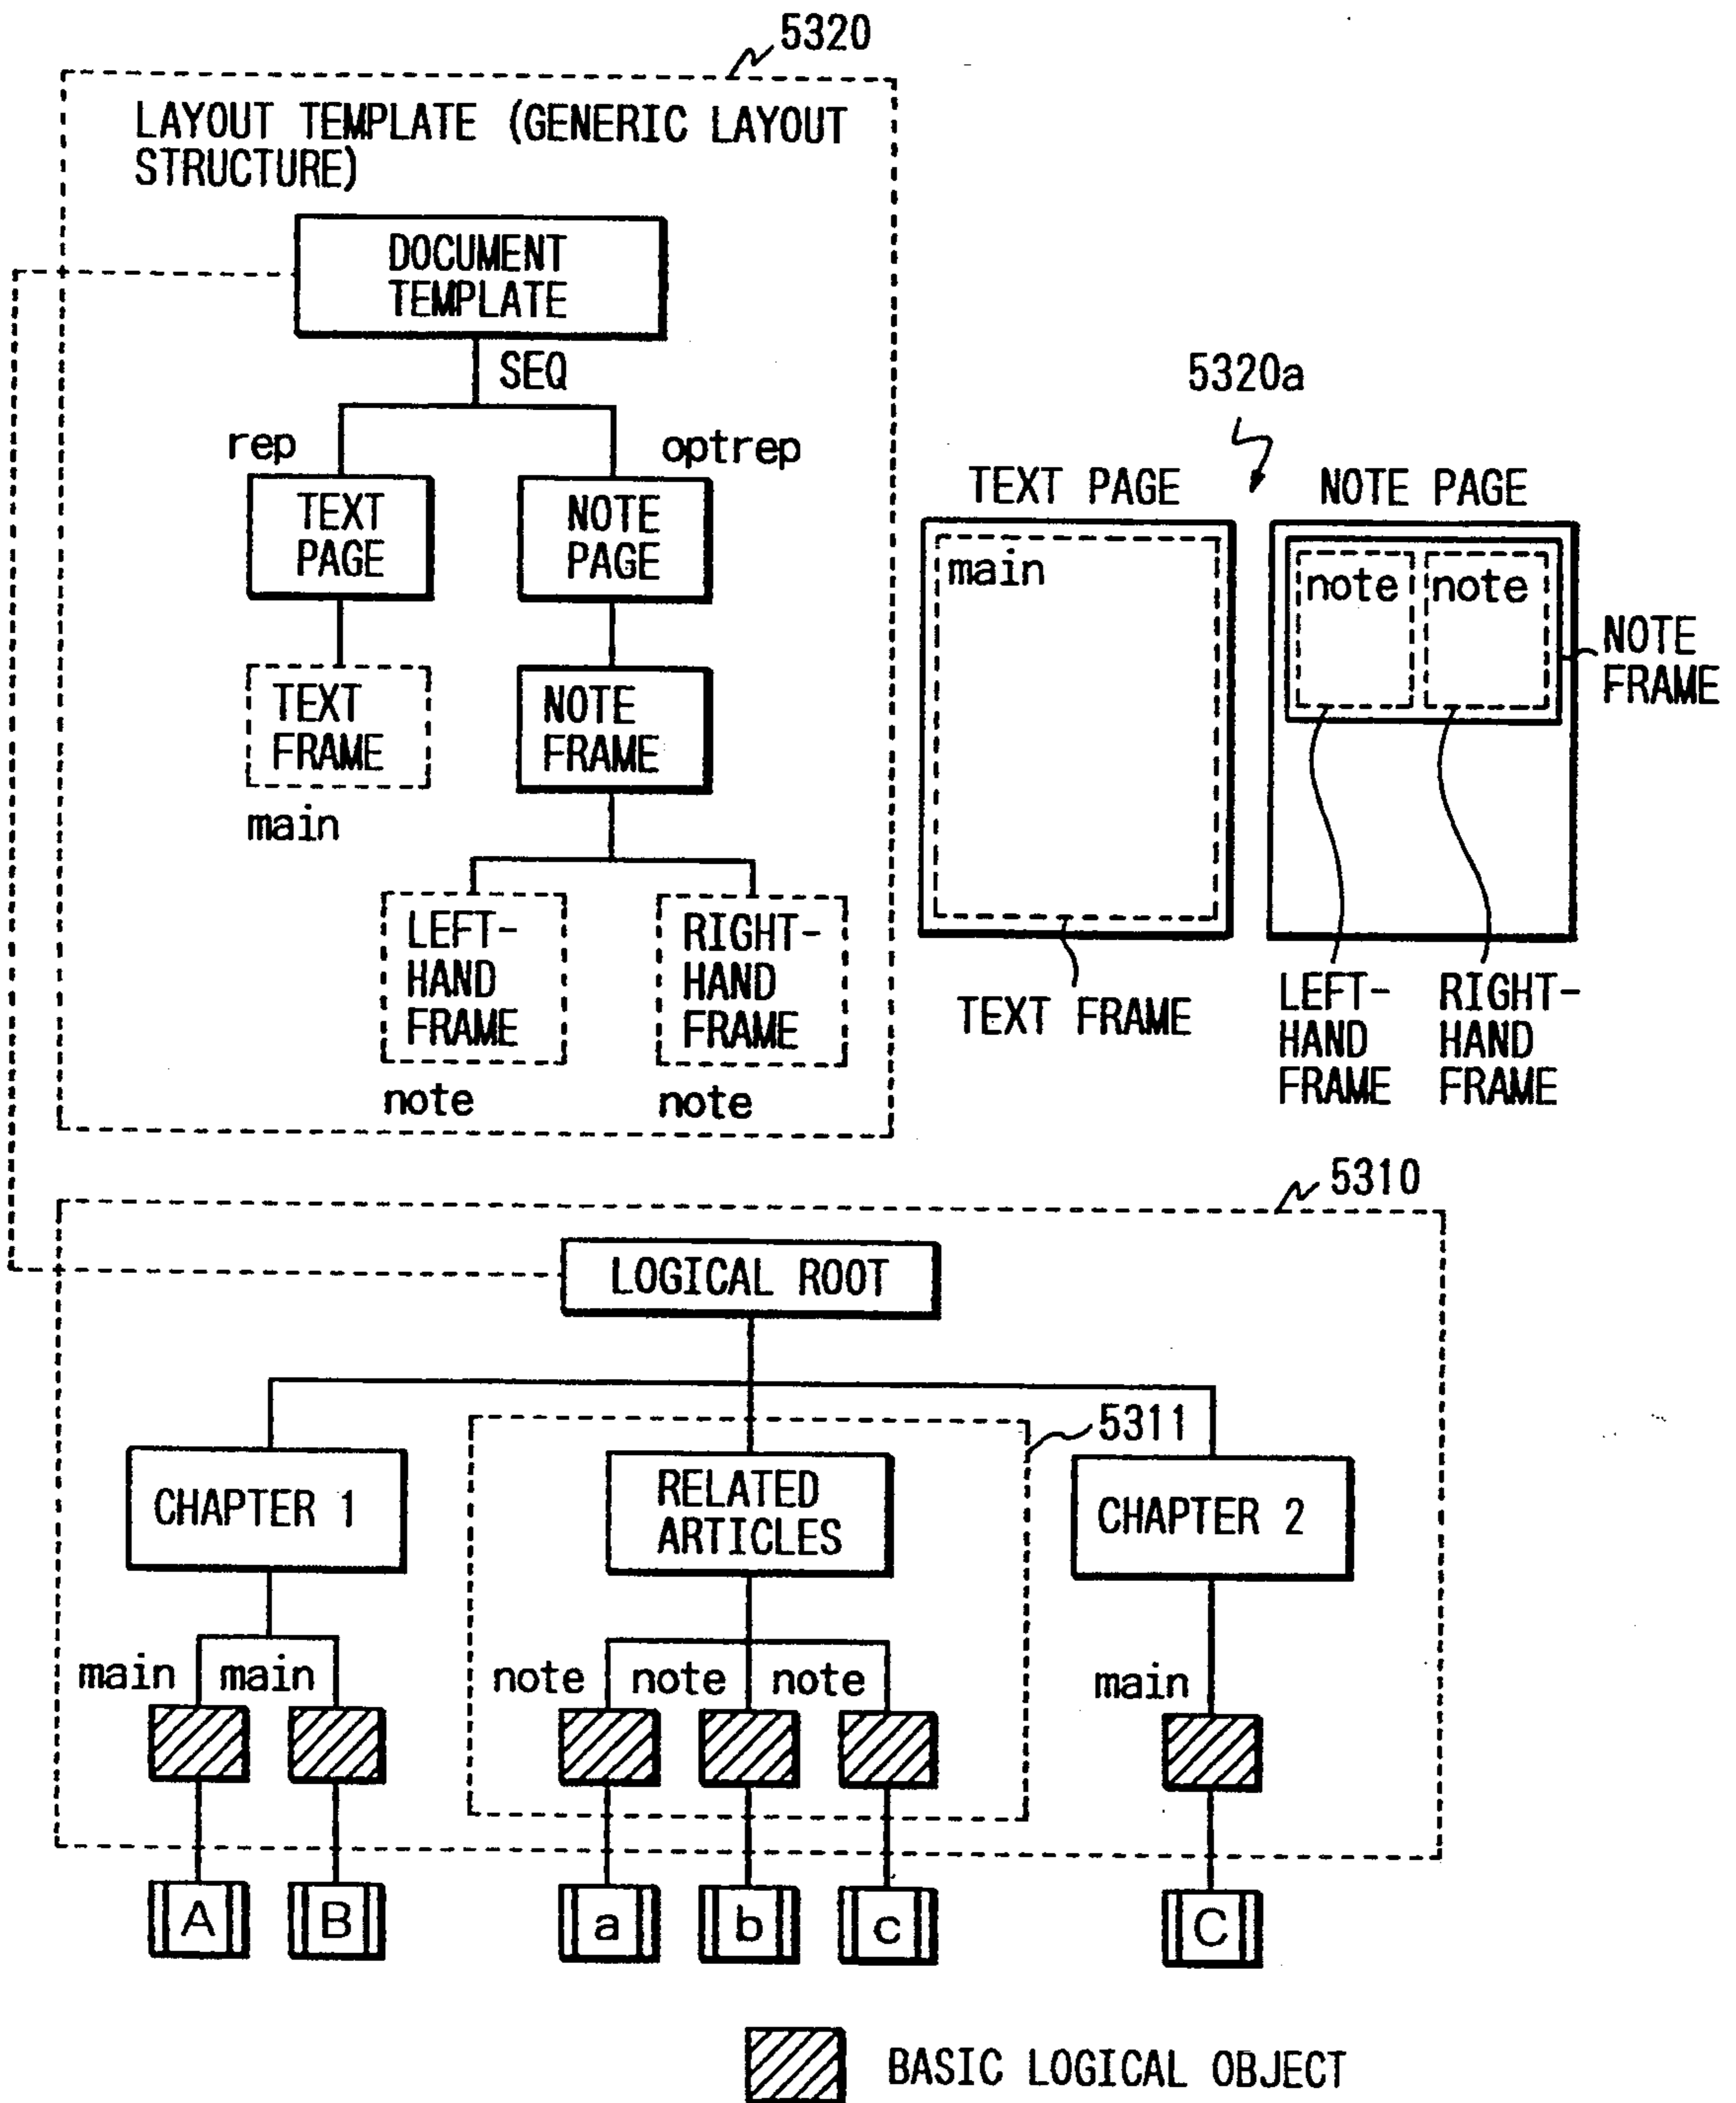 5320
LAYOUT TEMPLATE (GENERIC LAYOUT
STRUCTURE)
DOCUMENT
TEMPLATE
SEQ
rep
optrep
TEXT
PAGE
NOTE
PAGE
TEXT
FRAME
main
NOTE
FRAME
LEFT-
HAND
FRAME
note
RIGHT-
HAND
FRAME
note
5320a
TEXT PAGE
NOTE PAGE
main
note
note
NOTE
FRAME
TEXT FRAME
LEFT-
HAND
FRAME
RIGHT-
HAND
FRAME
5310
LOGICAL ROOT
5311
CHAPTER 1
RELATED
ARTICLES
CHAPTER 2
main
main
note
note
note
main
A
B
a
b
c
C
BASIC LOGICAL OBJECT